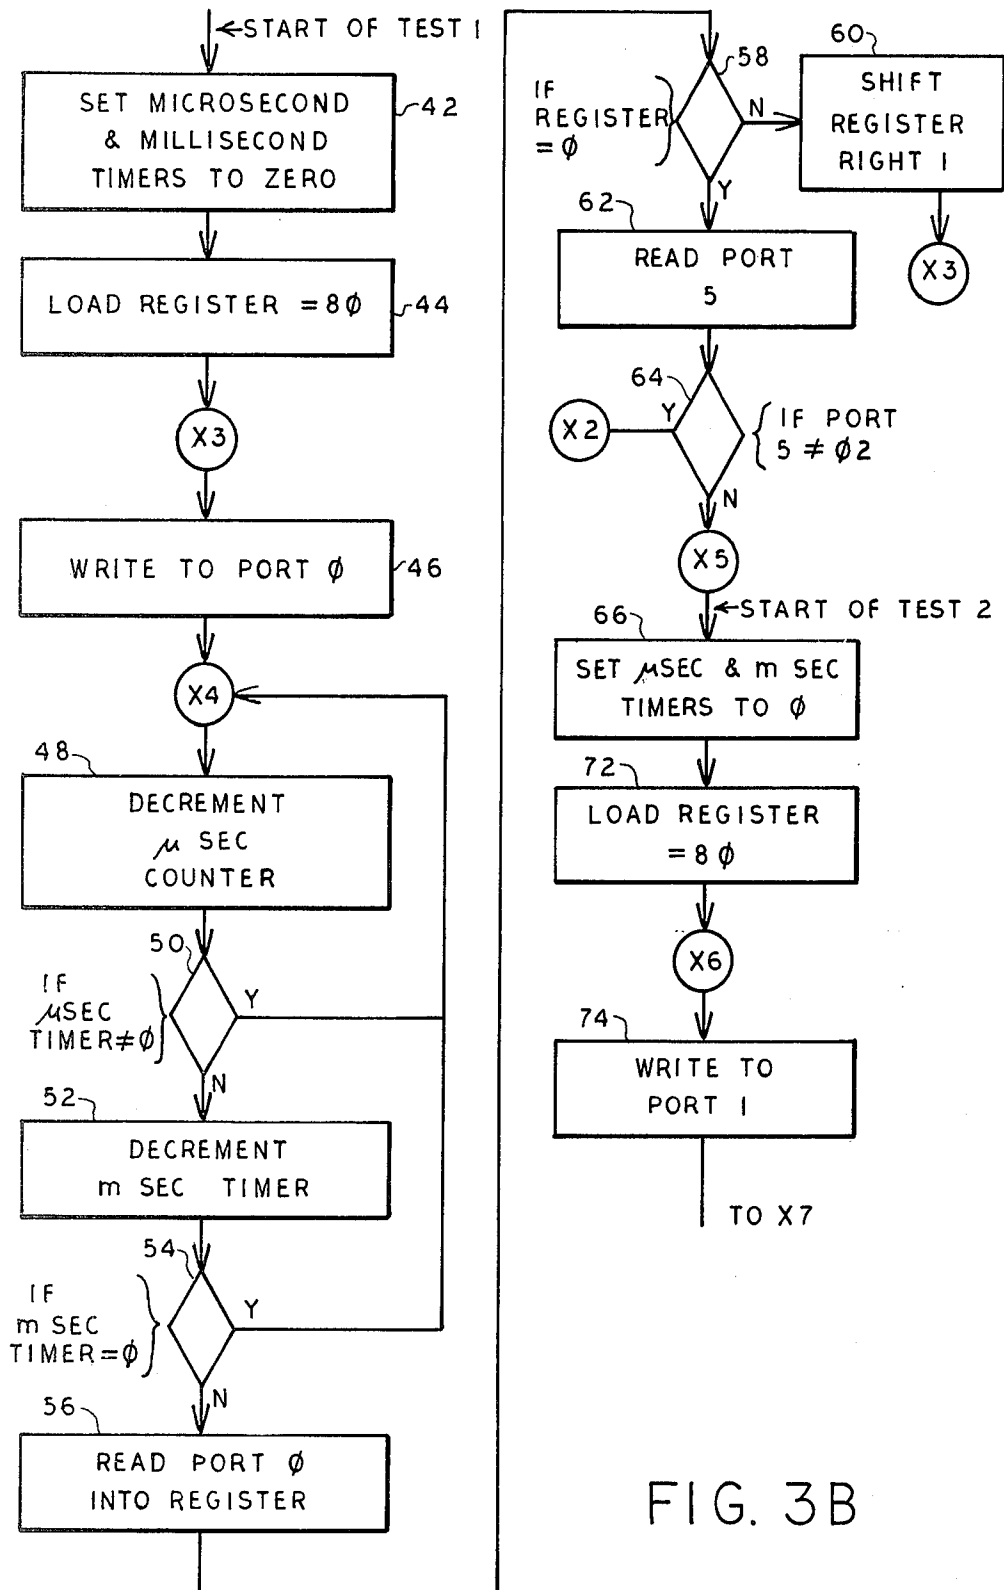 ←START OF TEST 1
SET MICROSECOND
& MILLISECOND
TIMERS TO ZERO
42
LOAD REGISTER = 8Ø
44
X3
WRITE TO PORT Ø
46
X4
48
DECREMENT
μ SEC
COUNTER
50
IF
μSEC
TIMER≠Ø
Y
N
52
DECREMENT
m SEC TIMER
54
IF
m SEC
TIMER=Ø
Y
N
56
READ PORT Ø
INTO REGISTER
58
IF
REGISTER
=Ø
N
Y
60
SHIFT
REGISTER
RIGHT 1
X3
62
READ PORT
5
64
Y
X2
IF PORT
5 ≠ Ø2
N
X5
←START OF TEST 2
66
SET μSEC & m SEC
TIMERS TO Ø
72
LOAD REGISTER
=8Ø
X6
74
WRITE TO
PORT 1
TO X7
FIG. 3B